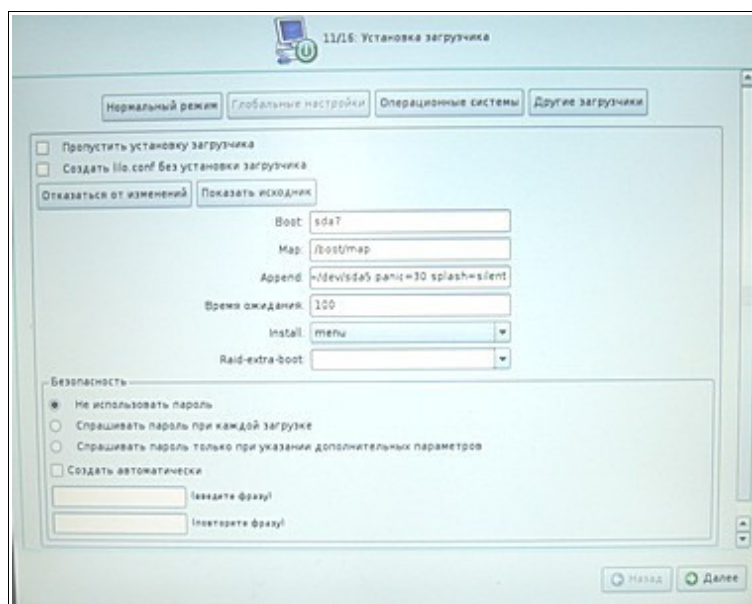 11/16: Установка загрузчика
Нормальный режим Глобальные настройки Операционные системы Другие загрузчики
Пропустить установку загрузчика
Создать lilo.conf без установки загрузчика
Отказаться от изменений Показать исходник
Boot: sda7
Map: /boot/map
Append: =/dev/sda5 panic=30 splash=silent
Время ожидания: 100
Install: menu
Raid-extra-boot:
Безопасность
Не использовать пароль
Спрашивать пароль при каждой загрузке
Спрашивать пароль только при указании дополнительных параметров
Создать автоматически
(введите фразу)
(повторите фразу)
Назад Далее